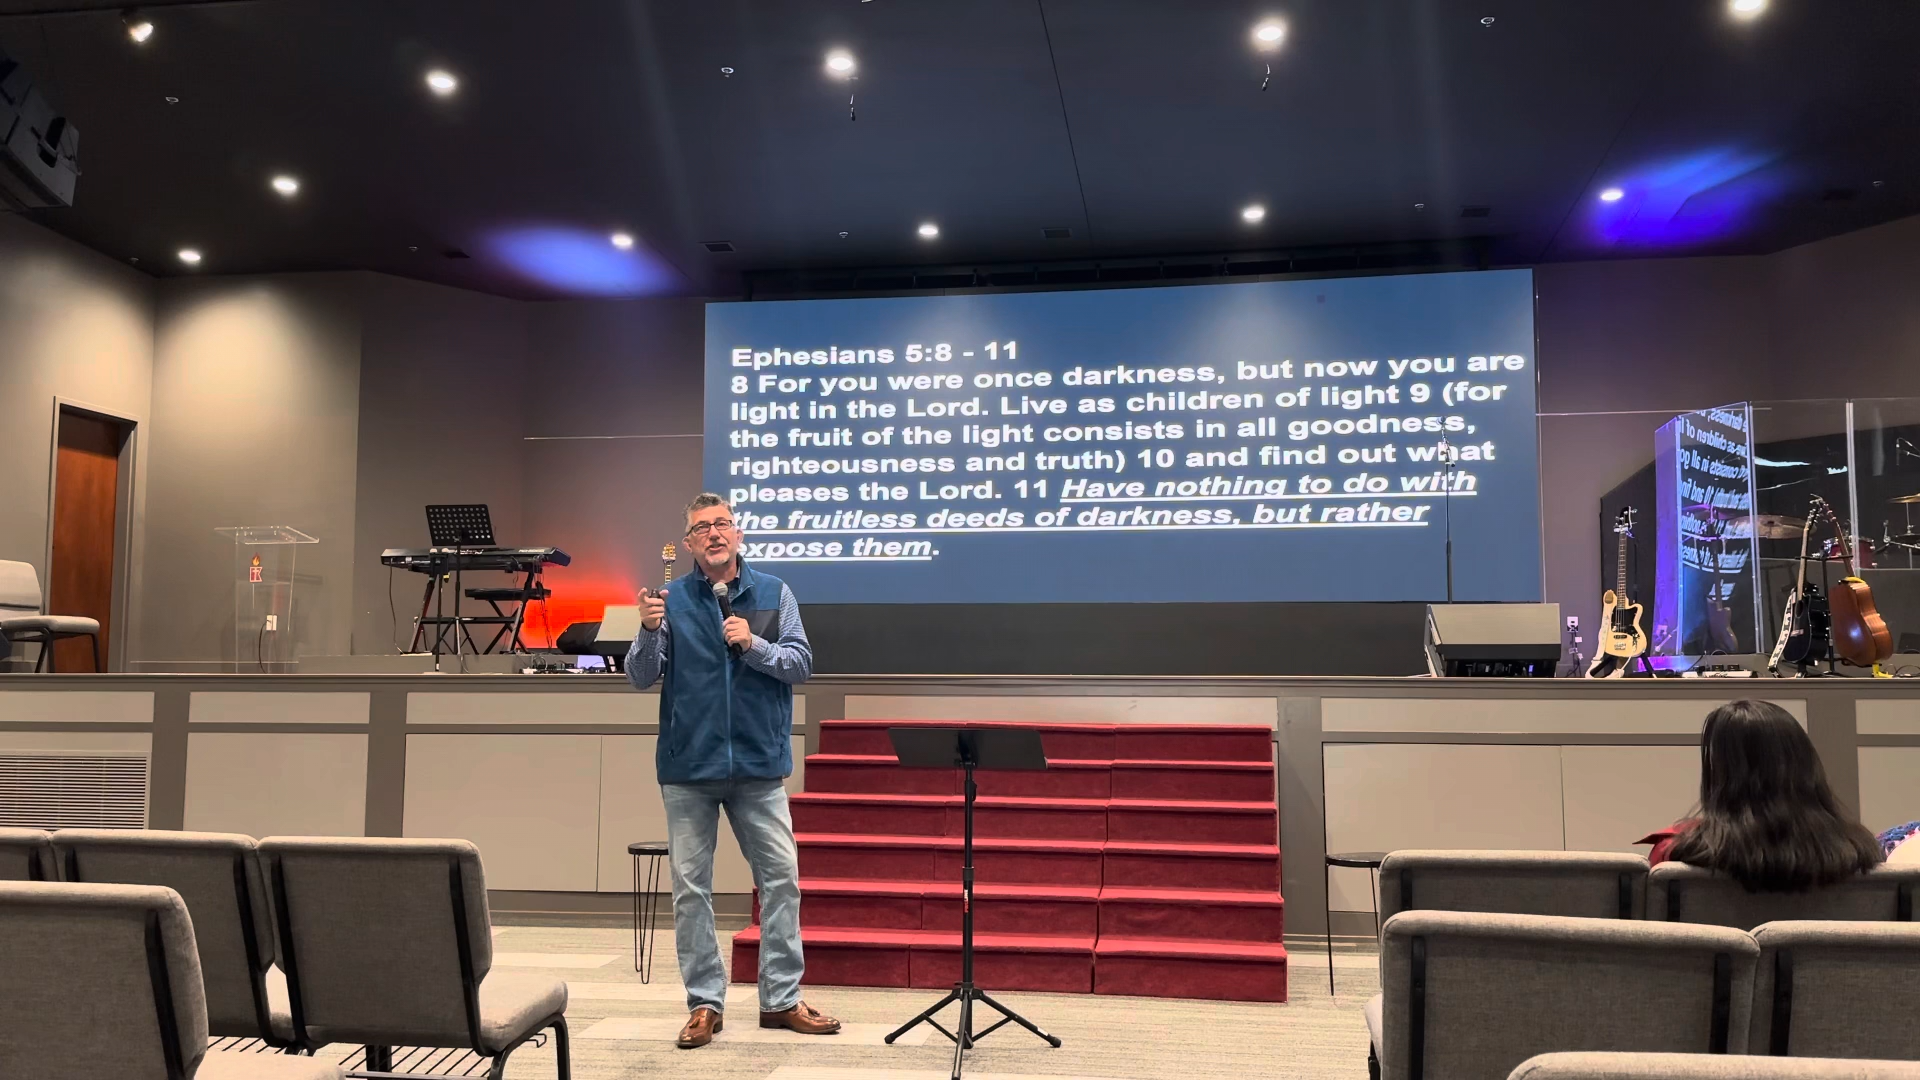 Ephesians 5:8 - 11
8 For you were once darkness, but now you are
light in the Lord. Live as children of light 9 (for
the fruit of the light consists in all goodness,
righteousness and truth) 10 and find out what
pleases the Lord. 11 Have nothing to do with
the fruitless deeds of darkness, but rather
expose them.